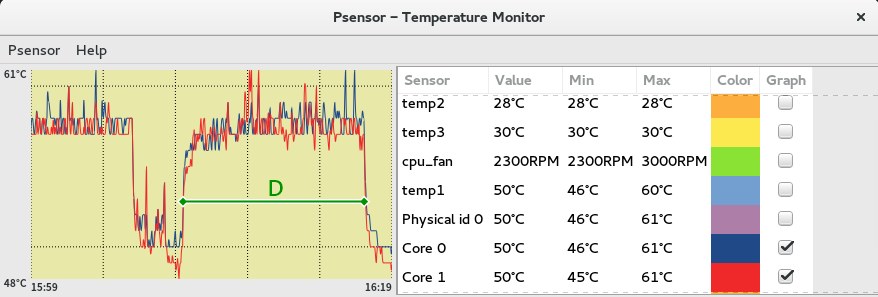 Psensor – Temperature Monitor
Psensor Help
61°C
D
48°C
15:59 16:19
Sensor Value Min Max Color Graph
temp2 28°C 28°C 28°C
temp3 30°C 30°C 30°C
cpu_fan 2300RPM 2300RPM 3000RPM
temp1 50°C 46°C 60°C
Physical id 0 50°C 46°C 61°C
Core 0 50°C 46°C 61°C
Core 1 50°C 45°C 61°C